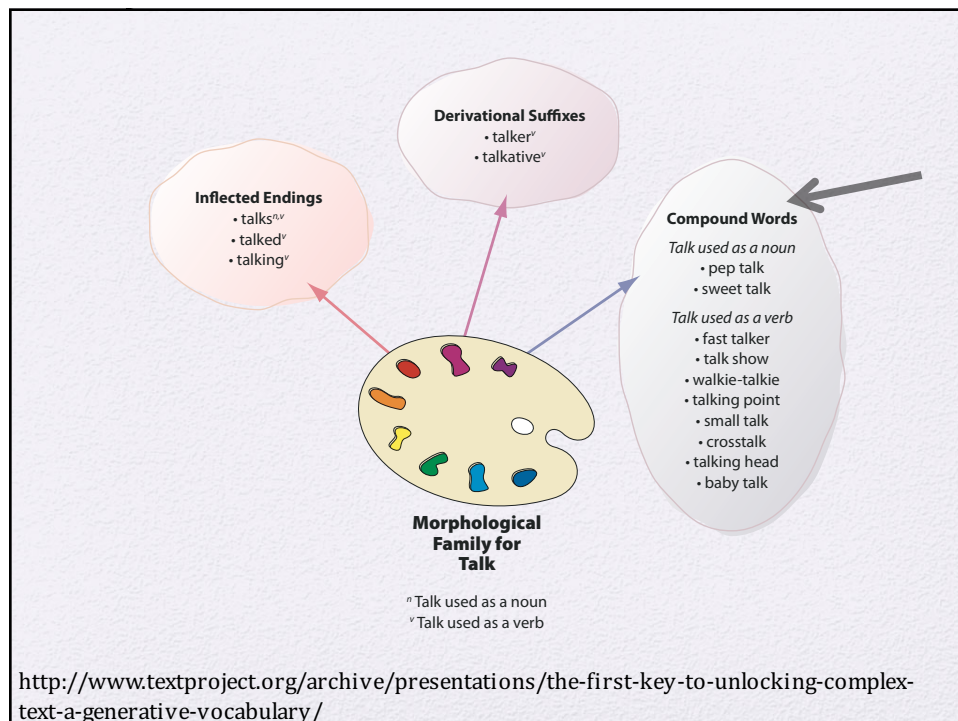 Derivational Suffixes
• talkerᵛ
• talkativeᵛ
Inflected Endings
• talksⁿ,ᵛ
• talkedᵛ
• talkingᵛ
Compound Words
Talk used as a noun
• pep talk
• sweet talk
Talk used as a verb
• fast talker
• talk show
• walkie-talkie
• talking point
• small talk
• crosstalk
• talking head
• baby talk
Morphological
Family for
Talk
ⁿ Talk used as a noun
ᵛ Talk used as a verb
http://www.textproject.org/archive/presentations/the-first-key-to-unlocking-complex-
text-a-generative-vocabulary/